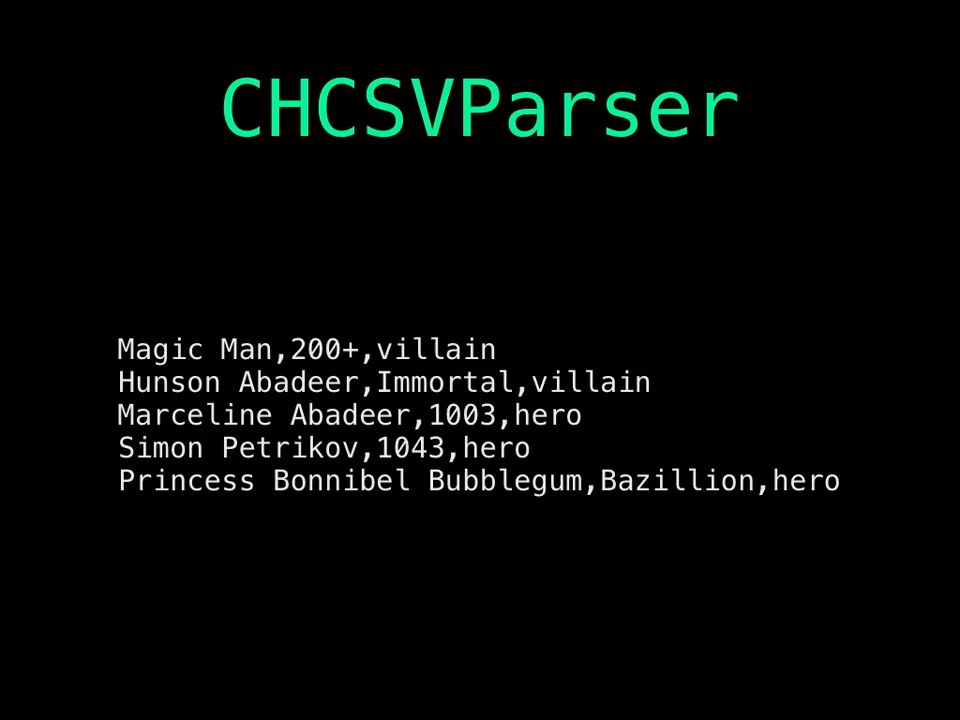 CHCSVParser
Magic Man,200+,villain
Hunson Abadeer,Immortal,villain
Marceline Abadeer,1003,hero
Simon Petrikov,1043,hero
Princess Bonnibel Bubblegum,Bazillion,hero